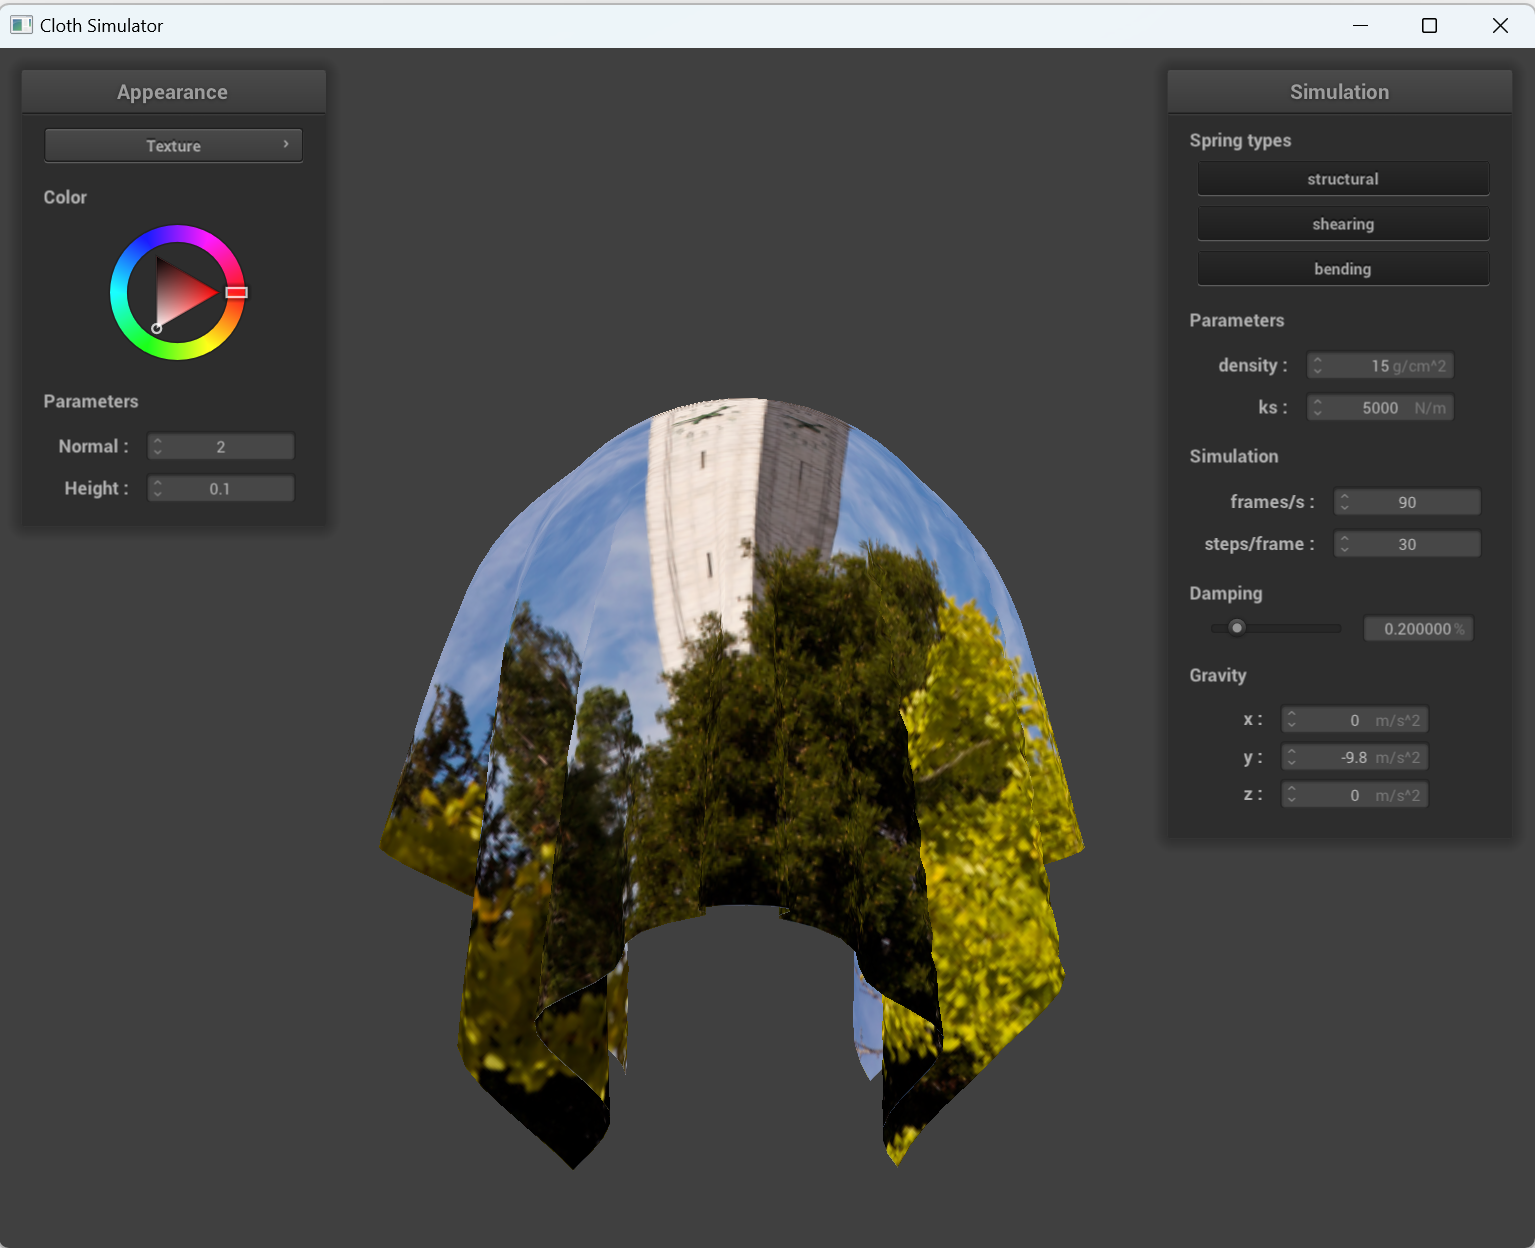 Cloth Simulator
Appearance
Texture
Color
Parameters
Normal : 2
Height : 0.1
Simulation
Spring types
structural
shearing
bending
Parameters
density : 15 g/cm^2
ks : 5000 N/m
Simulation
frames/s : 90
steps/frame : 30
Damping
0.200000 %
Gravity
x : 0 m/s^2
y : -9.8 m/s^2
z : 0 m/s^2